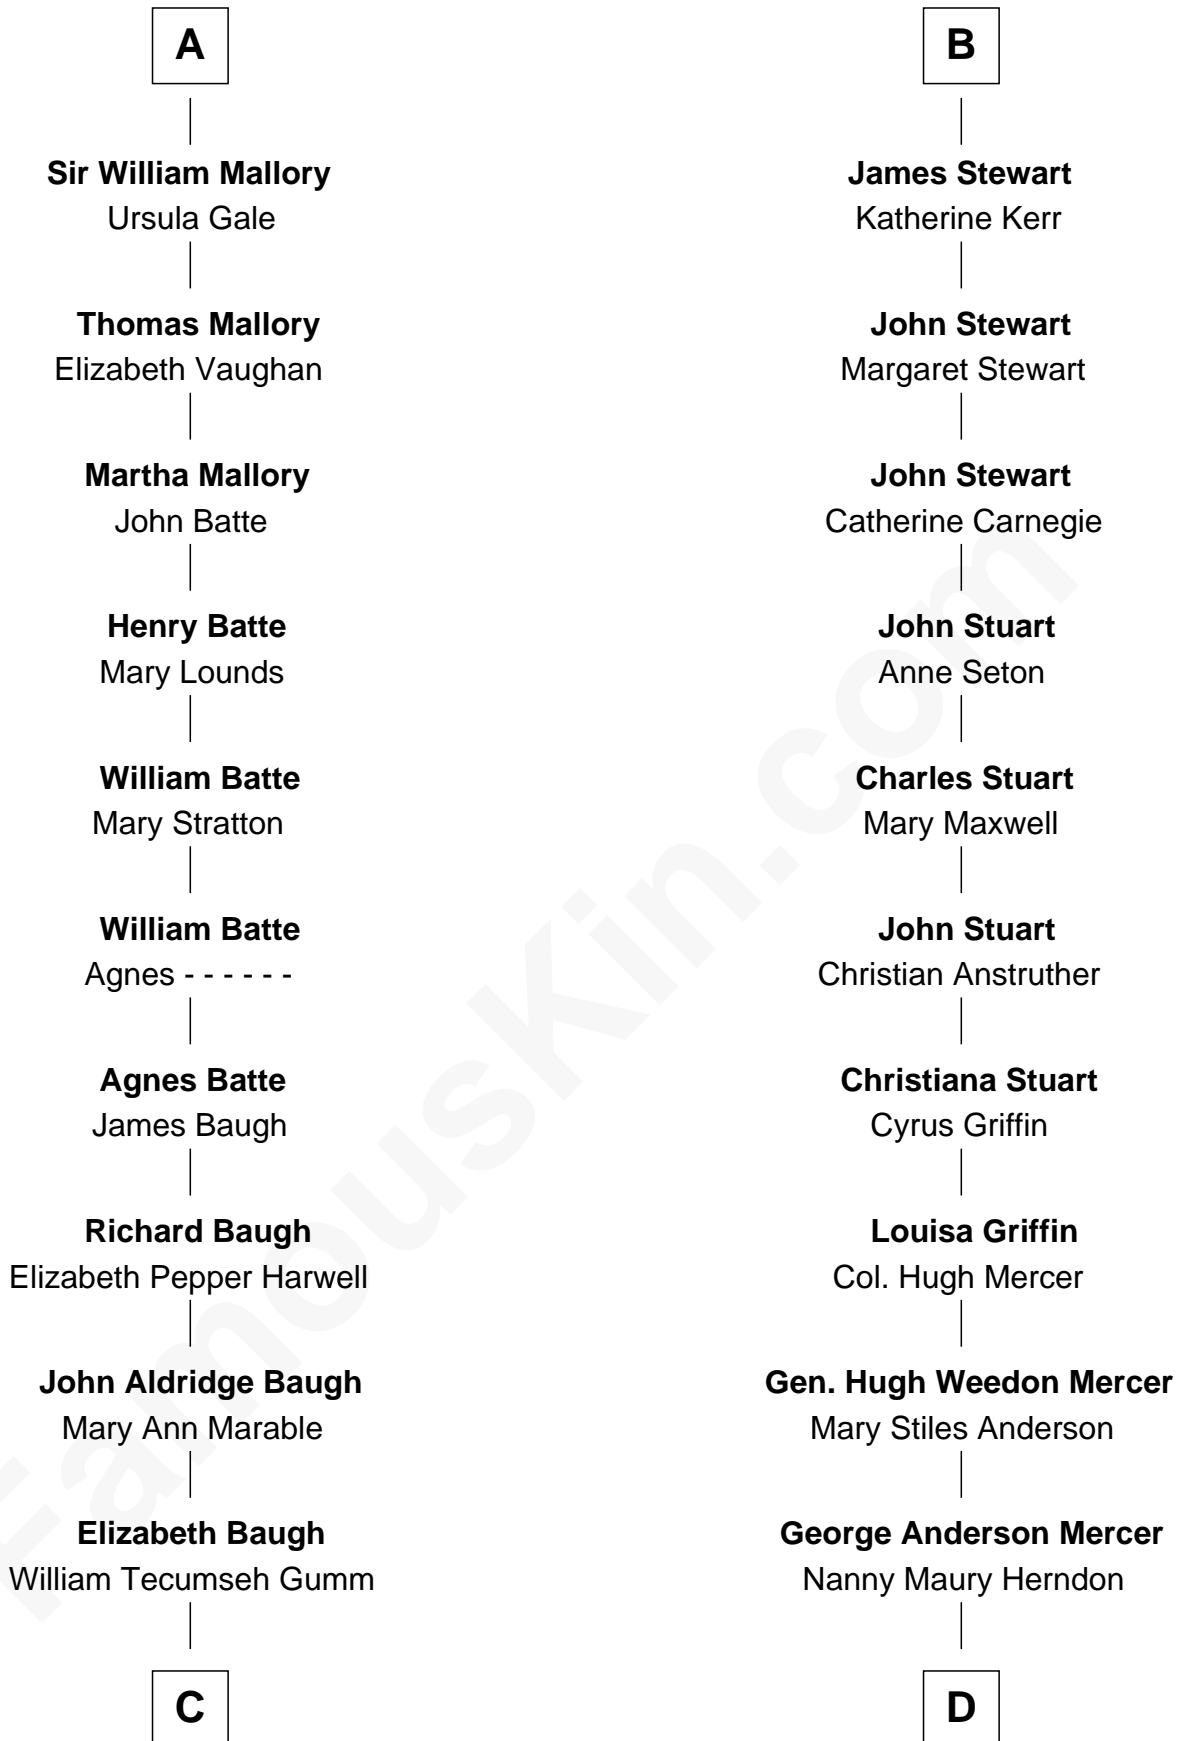 A
Sir William Mallory
Ursula Gale
Thomas Mallory
Elizabeth Vaughan
Martha Mallory
John Batte
Henry Batte
Mary Lounds
William Batte
Mary Stratton
William Batte
Agnes - - - - - -
Agnes Batte
James Baugh
Richard Baugh
Elizabeth Pepper Harwell
John Aldridge Baugh
Mary Ann Marable
Elizabeth Baugh
William Tecumseh Gumm
C
B
James Stewart
Katherine Kerr
John Stewart
Margaret Stewart
John Stewart
Catherine Carnegie
John Stuart
Anne Seton
Charles Stuart
Mary Maxwell
John Stuart
Christian Anstruther
Christiana Stuart
Cyrus Griffin
Louisa Griffin
Col. Hugh Mercer
Gen. Hugh Weedon Mercer
Mary Stiles Anderson
George Anderson Mercer
Nanny Maury Herndon
D
FamousKin.com